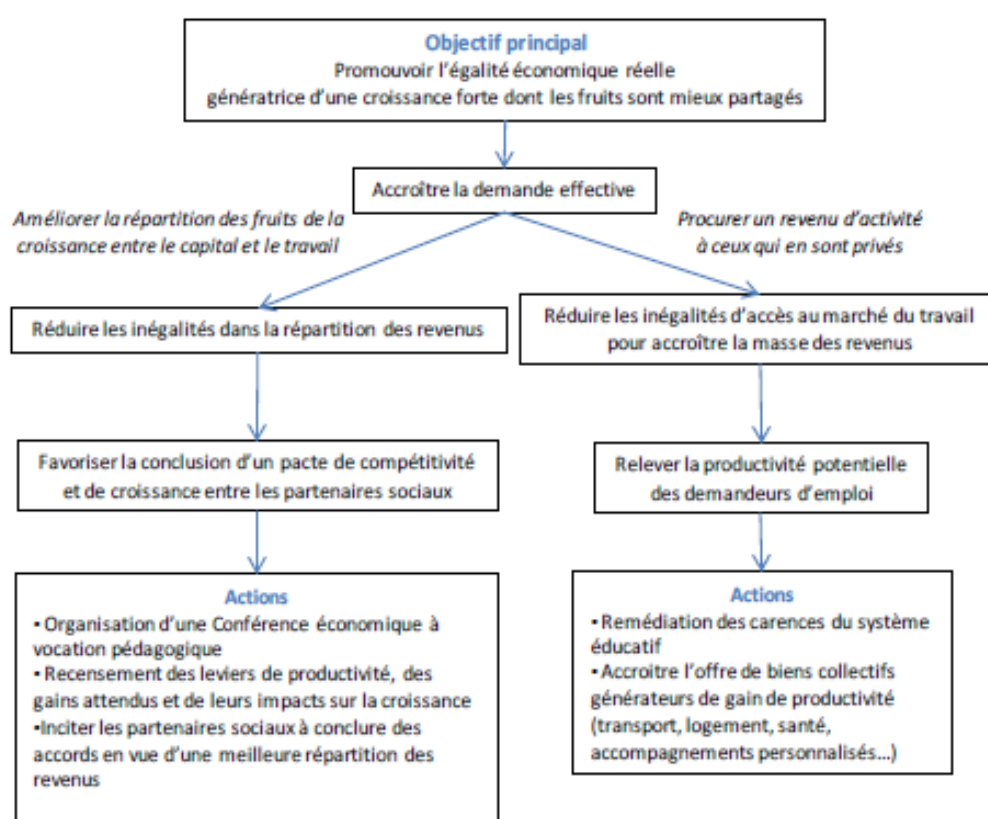 Objectif principal
Promouvoir l'égalité économique réelle
génératrice d'une croissance forte dont les fruits sont mieux partagés
Accroître la demande effective
Améliorer la répartition des fruits de la
croissance entre le capital et le travail
Procurer un revenu d'activité
à ceux qui en sont privés
Réduire les inégalités dans la répartition des revenus
Réduire les inégalités d'accès au marché du travail
pour accroître la masse des revenus
Favoriser la conclusion d'un pacte de compétitivité
et de croissance entre les partenaires sociaux
Relever la productivité potentielle
des demandeurs d'emploi
Actions
▪ Organisation d'une Conférence économique à
vocation pédagogique
▪ Recensement des leviers de productivité, des
gains attendus et de leurs impacts sur la croissance
▪Inciter les partenaires sociaux à conclure des
accords en vue d'une meilleure répartition des
revenus
Actions
▪ Remédiation des carences du système
éducatif
▪ Accroitre l'offre de biens collectifs
générateurs de gain de productivité
(transport, logement, santé,
accompagnements personnalisés…)